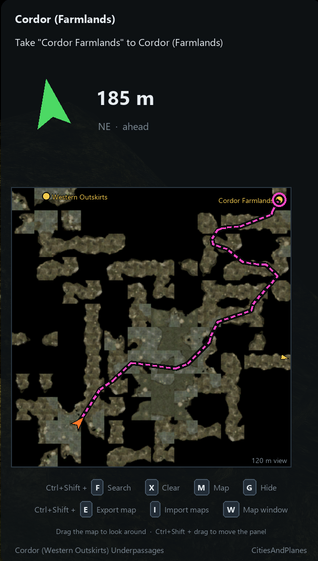 Cordor (Farmlands)
Take "Cordor Farmlands" to Cordor (Farmlands)
185 m
NE · ahead
Western Outskirts
Cordor Farmlands
120 m view
Ctrl+Shift + F Search X Clear M Map G Hide
Ctrl+Shift + E Export map I Import maps W Map window
Drag the map to look around · Ctrl+Shift + drag to move the panel
Cordor (Western Outskirts) Underpassages CitiesAndPlanes